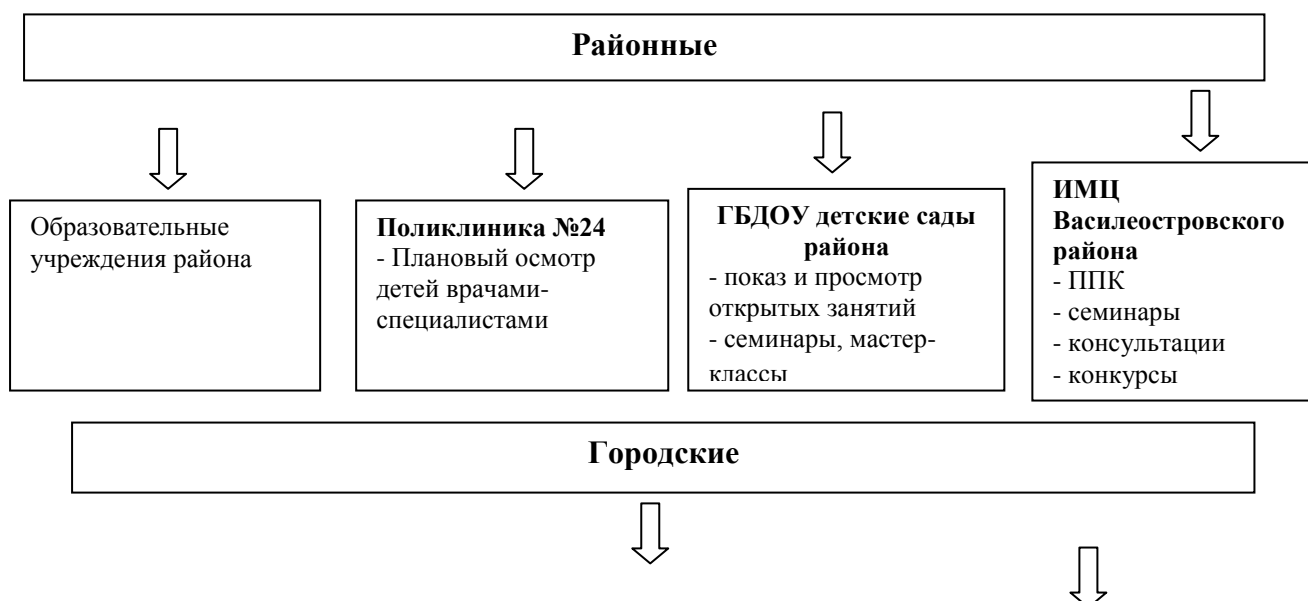 Районные
Образовательные
учреждения района
Поликлиника №24
- Плановый осмотр
детей врачами-
специалистами
ГБДОУ детские сады
района
- показ и просмотр
открытых занятий
- семинары, мастер-
классы
ИМЦ
Василеостровского
района
- ППК
- семинары
- консультации
- конкурсы
Городские